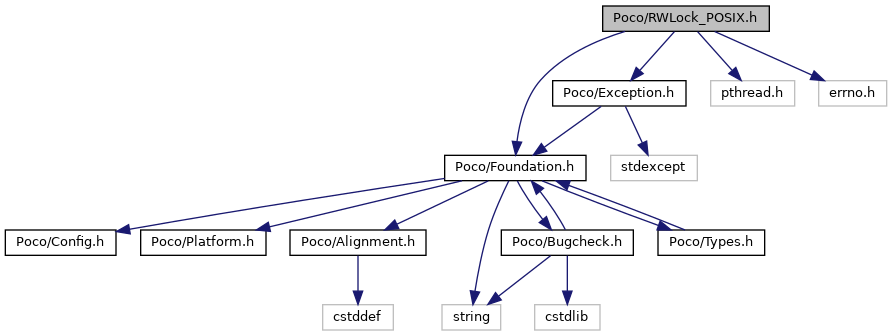 Poco/RWLock_POSIX.h
Poco/Exception.h
pthread.h
errno.h
Poco/Foundation.h
stdexcept
Poco/Config.h
Poco/Platform.h
Poco/Alignment.h
Poco/Bugcheck.h
Poco/Types.h
cstddef
string
cstdlib